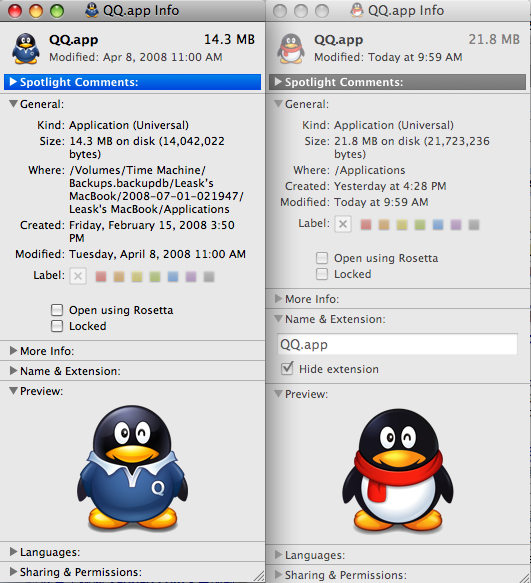 QQ.app Info
QQ.app 14.3 MB
Modified: Apr 8, 2008 11:00 AM
Spotlight Comments:
General:
Kind: Application (Universal)
Size: 14.3 MB on disk (14,042,022
bytes)
Where: /Volumes/Time Machine/
Backups.backupdb/Leask's
MacBook/2008-07-01-021947/
Leask's MacBook/Applications
Created: Friday, February 15, 2008 3:50
PM
Modified: Tuesday, April 8, 2008 11:00 AM
Label:
Open using Rosetta
Locked
More Info:
Name & Extension:
Preview:
Q
Languages:
Sharing & Permissions:
QQ.app Info
QQ.app 21.8 MB
Modified: Today at 9:59 AM
Spotlight Comments:
General:
Kind: Application (Universal)
Size: 21.8 MB on disk (21,723,236
bytes)
Where: /Applications
Created: Yesterday at 4:28 PM
Modified: Today at 9:59 AM
Label:
Open using Rosetta
Locked
More Info:
Name & Extension:
QQ.app
Hide extension
Preview:
Languages:
Sharing & Permissions: